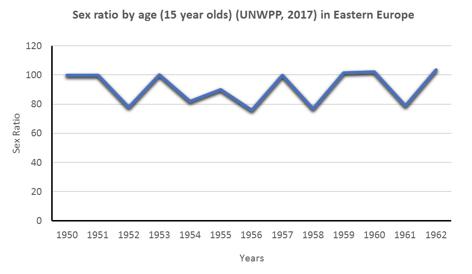 Sex ratio by age (15 year olds) (UNWPP, 2017) in Eastern Europe
120
100
80
60
40
20
0
Sex Ratio
1950 1951 1952 1953 1954 1955 1956 1957 1958 1959 1960 1961 1962
Years